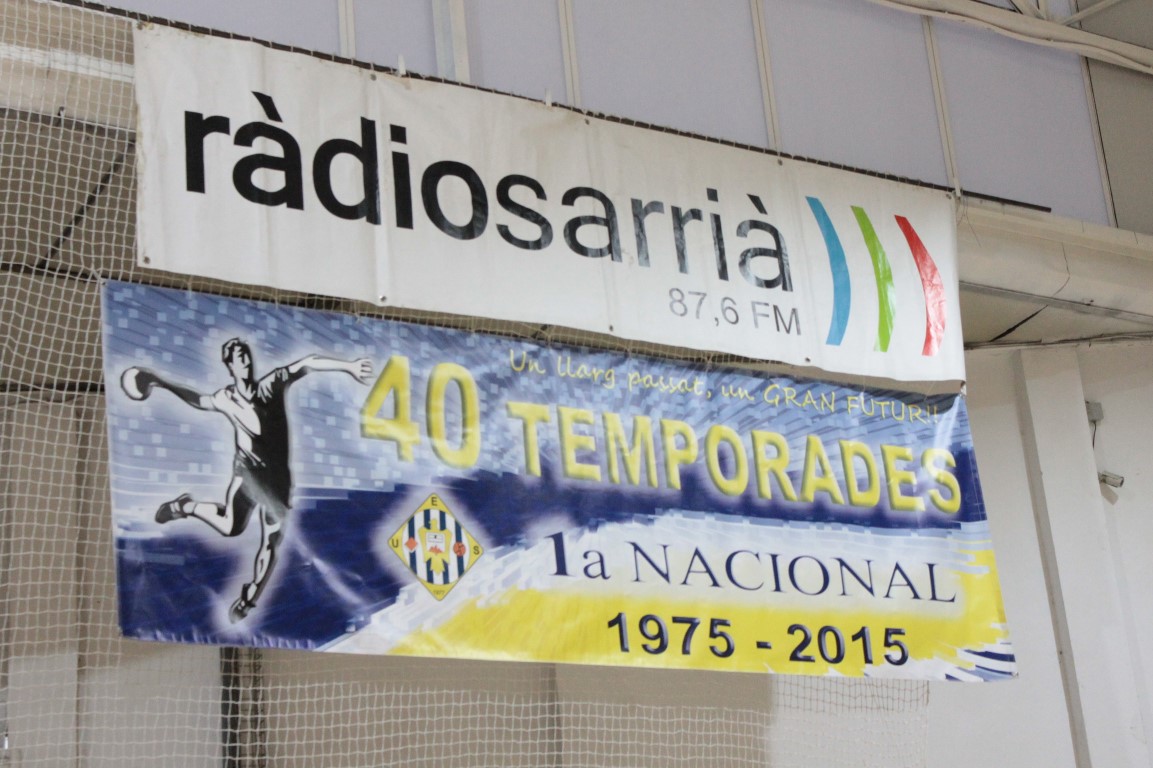 ràdiosarrià
87,6 FM
Un llarg passat, un GRAN FUTUR!!
40 TEMPORADES
U E S
1a NACIONAL
1975 - 2015